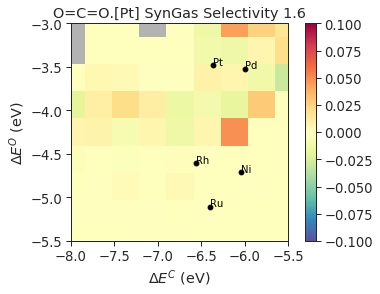 O=C=O.[Pt] SynGas Selectivity 1.6
−3.0
−3.5
−4.0
−4.5
−5.0
−5.5
ΔE^O (eV)
Pt
Pd
Rh
Ni
Ru
−8.0 −7.5 −7.0 −6.5 −6.0 −5.5
ΔE^C (eV)
0.100
0.075
0.050
0.025
0.000
−0.025
−0.050
−0.075
−0.100